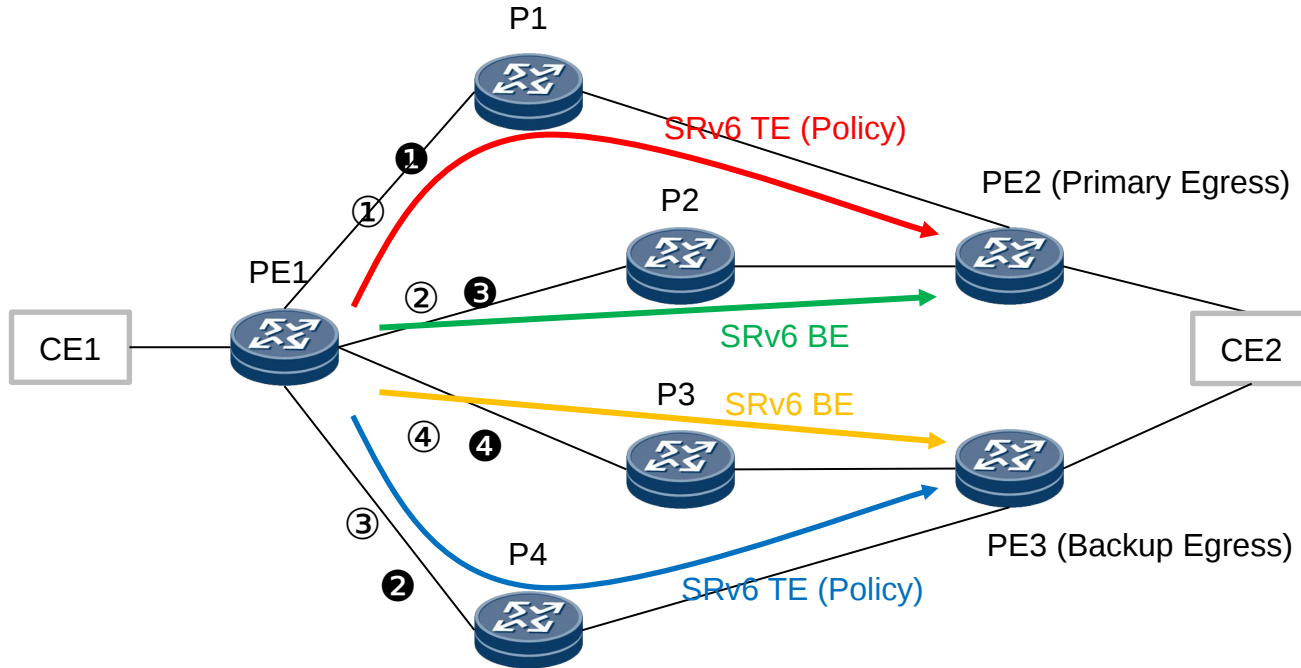 P1
SRv6 TE (Policy)
❶
PE2 (Primary Egress)
①
P2
PE1
② ❸
SRv6 BE
CE1
CE2
P3
SRv6 BE
④ ❹
③
P4
PE3 (Backup Egress)
❷
SRv6 TE (Policy)